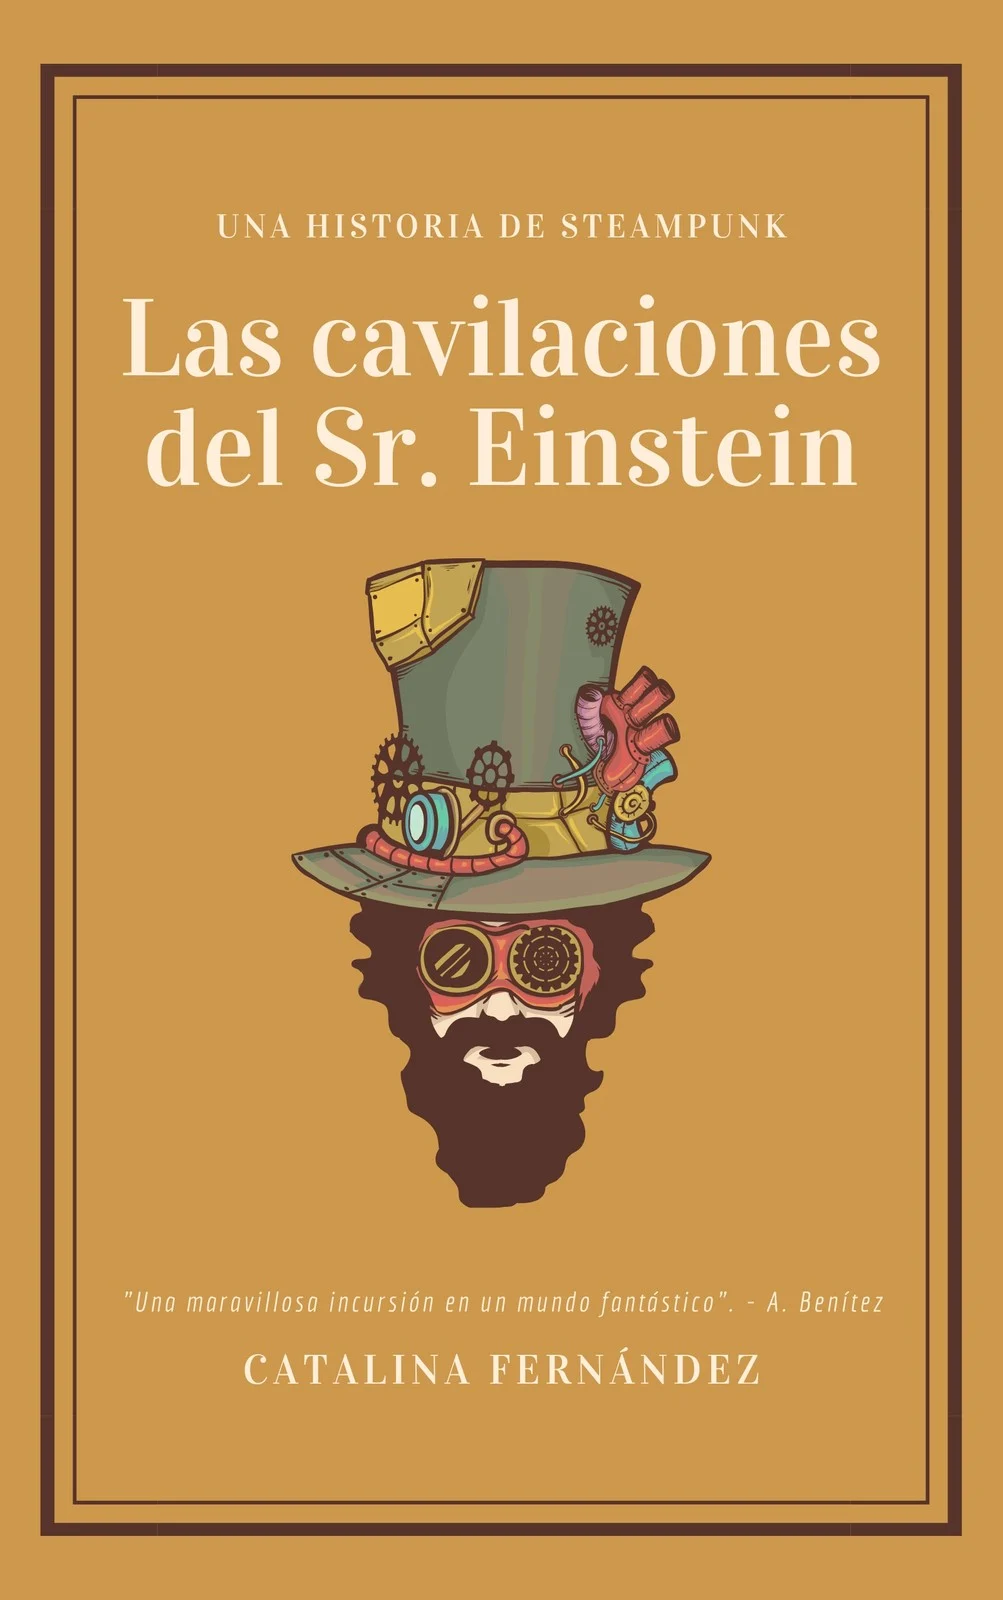 UNA HISTORIA DE STEAMPUNK
Las cavilaciones
del Sr. Einstein
"Una maravillosa incursión en un mundo fantástico". - A. Benítez
CATALINA FERNÁNDEZ